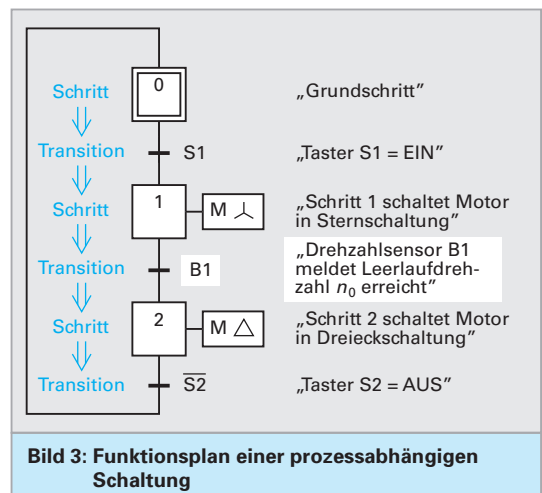 Schritt 0 „Grundschritt”
Transition S1 „Taster S1 = EIN”
Schritt 1 M „Schritt 1 schaltet Motor
in Sternschaltung”
Transition B1 „Drehzahlsensor B1
meldet Leerlaufdreh-
zahl n₀ erreicht”
Schritt 2 M △ „Schritt 2 schaltet Motor
in Dreieckschaltung”
Transition S̅2̅ „Taster S2 = AUS”
Bild 3: Funktionsplan einer prozessabhängigen
Schaltung